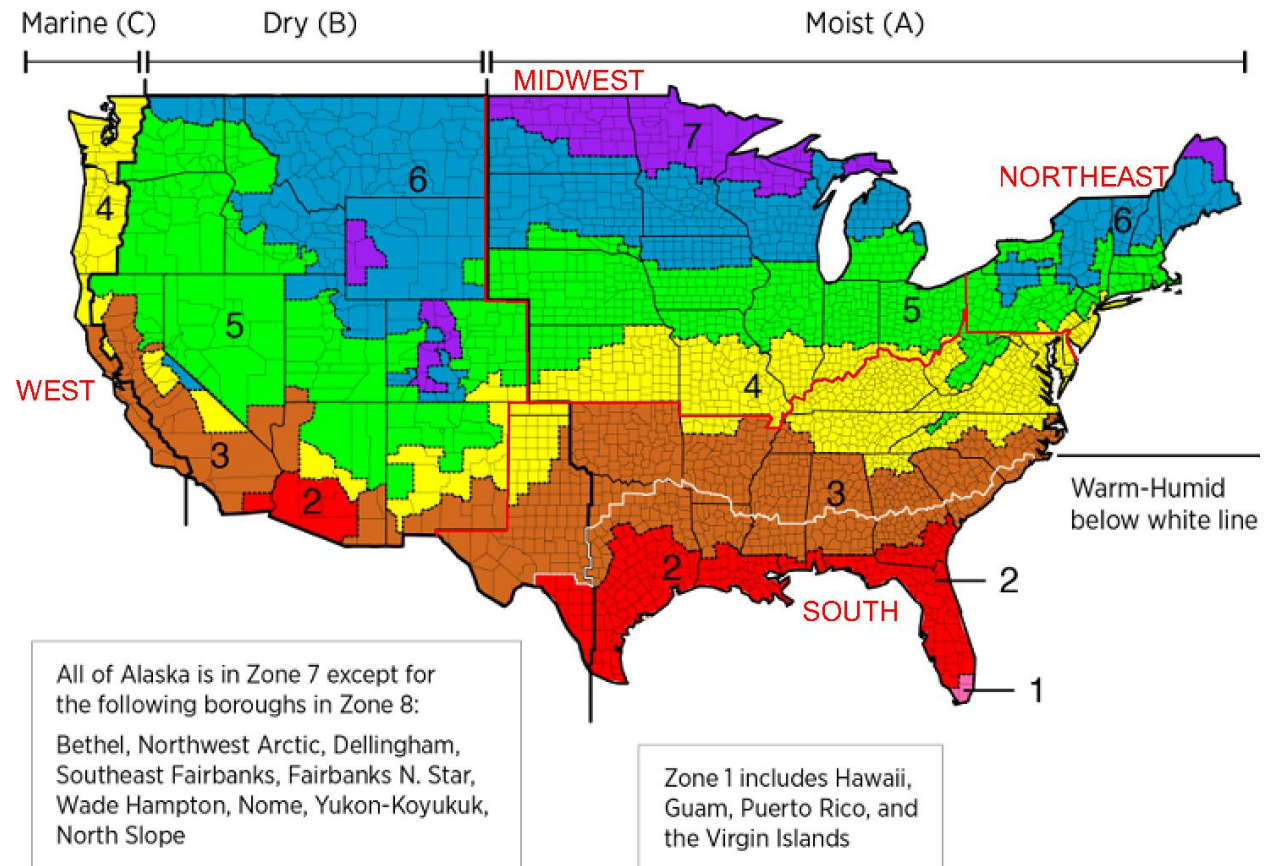 Marine (C)
Dry (B)
Moist (A)
MIDWEST
7
6
NORTHEAST
4
6
5
5
WEST
4
3
3
2
Warm-Humid
below white line
2
2
SOUTH
1
All of Alaska is in Zone 7 except for
the following boroughs in Zone 8:
Bethel, Northwest Arctic, Dellingham,
Southeast Fairbanks, Fairbanks N. Star,
Wade Hampton, Nome, Yukon-Koyukuk,
North Slope
Zone 1 includes Hawaii,
Guam, Puerto Rico, and
the Virgin Islands